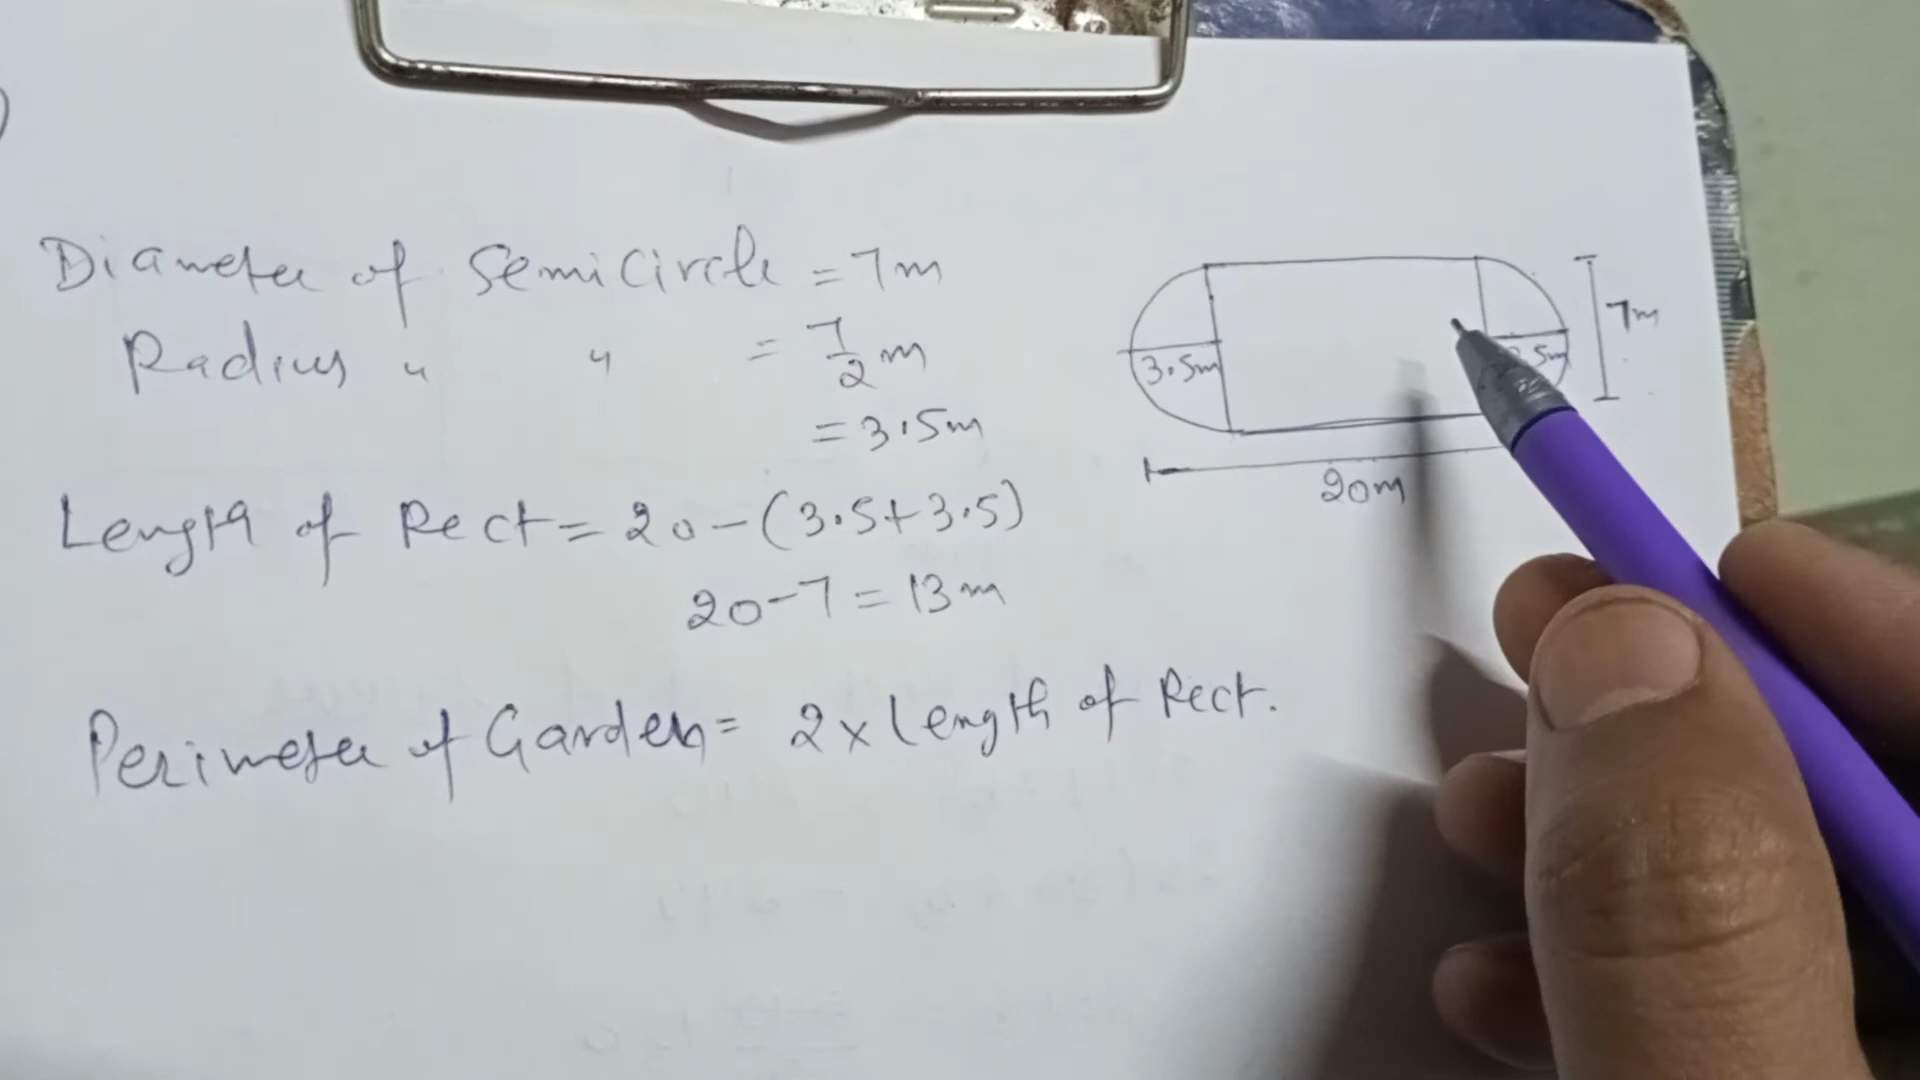 Diameter of Semicircle = 7m
Radius " " = 7/2 m
= 3.5m
Length of Rect = 20-(3.5+3.5)
20-7 = 13m
Perimeter of Garden = 2 x length of Rect.
3.5m
.5m
7m
20m